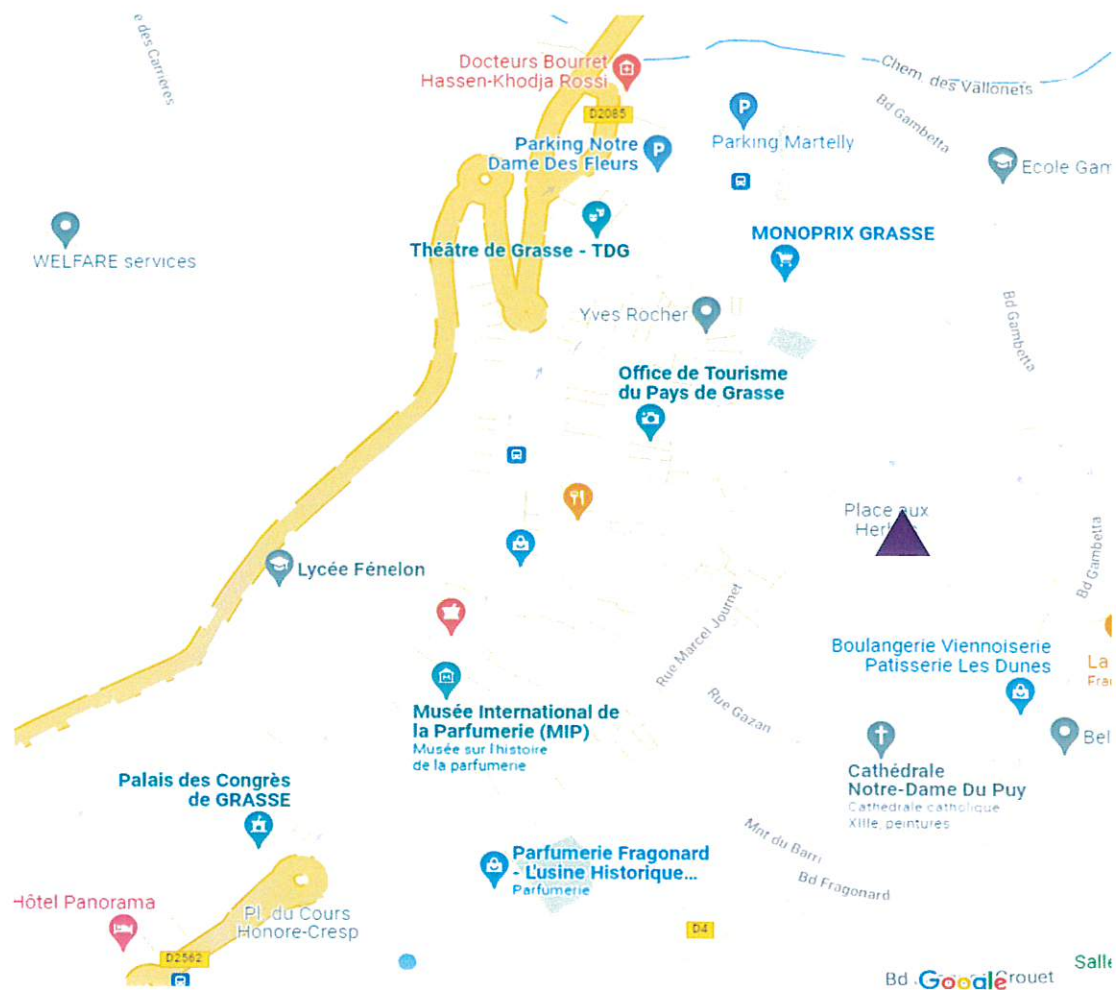 e des Carrières
Docteurs Bourret
Hassen-Khodja Rossi
Chem. des Vallonets
D2085
P
Bd Gambetta
Parking Martelly
Parking Notre
Dame Des Fleurs
P
Ecole Gam
WELFARE services
Théâtre de Grasse - TDG
MONOPRIX GRASSE
Bd Gambetta
Yves Rocher
Office de Tourisme
du Pays de Grasse
Place aux
Bd Gambetta
Lycée Fénelon
Rue Marcel Journet
Boulangerie Viennoiserie
Patisserie Les Dunes
La
Fra
Rue Gazan
Musée International de
la Parfumerie (MIP)
Musée sur l'histoire
de la parfumerie
Bel
Cathédrale
Notre-Dame Du Puy
Cathédrale catholique
XIIIe, peintures
Palais des Congrès
de GRASSE
Mnt du Barri
Bd Fragonard
Parfumerie Fragonard
- L'usine Historique...
Parfumerie
Hôtel Panorama
Pl. du Cours
Honore-Cresp
D4
D2562
Salle
Bd
Google
Crouet